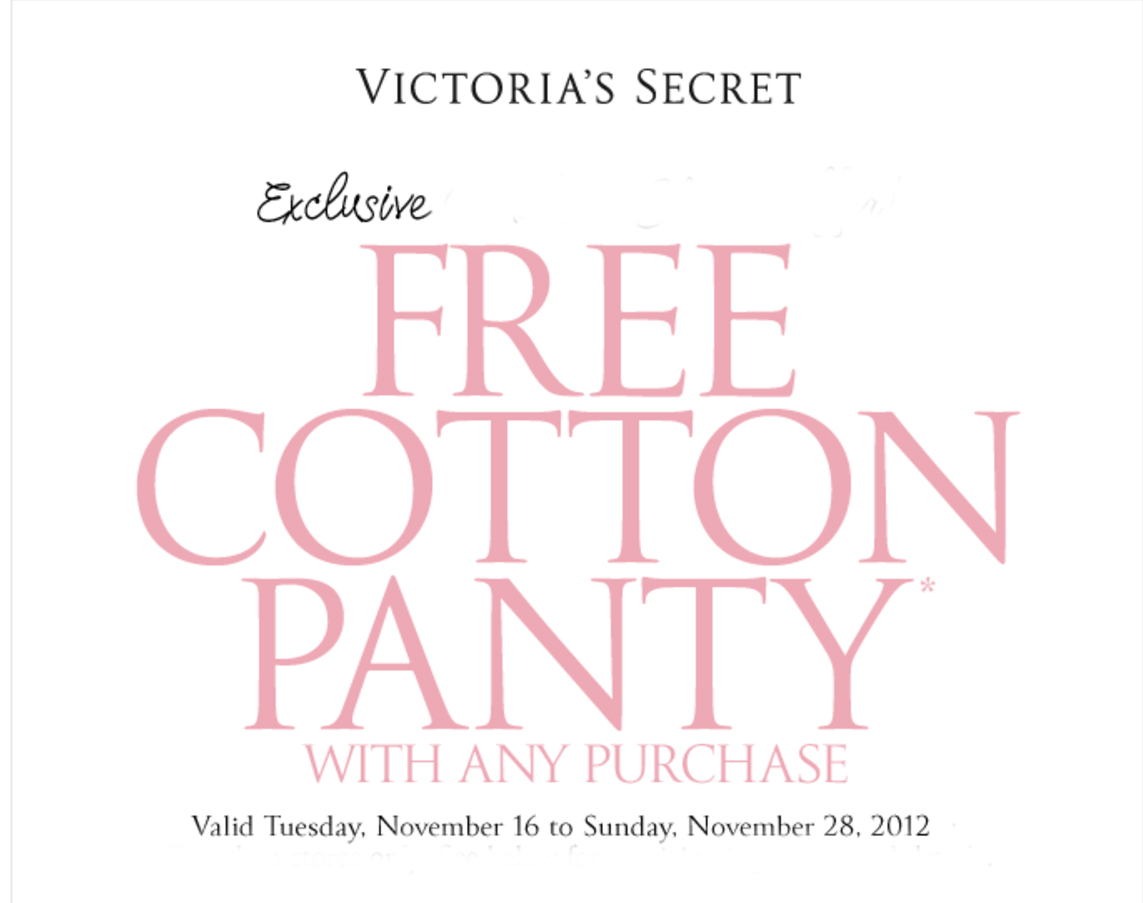 VICTORIA'S SECRET
Exclusive
FREE
COTTON
PANTY*
WITH ANY PURCHASE
Valid Tuesday, November 16 to Sunday, November 28, 2012